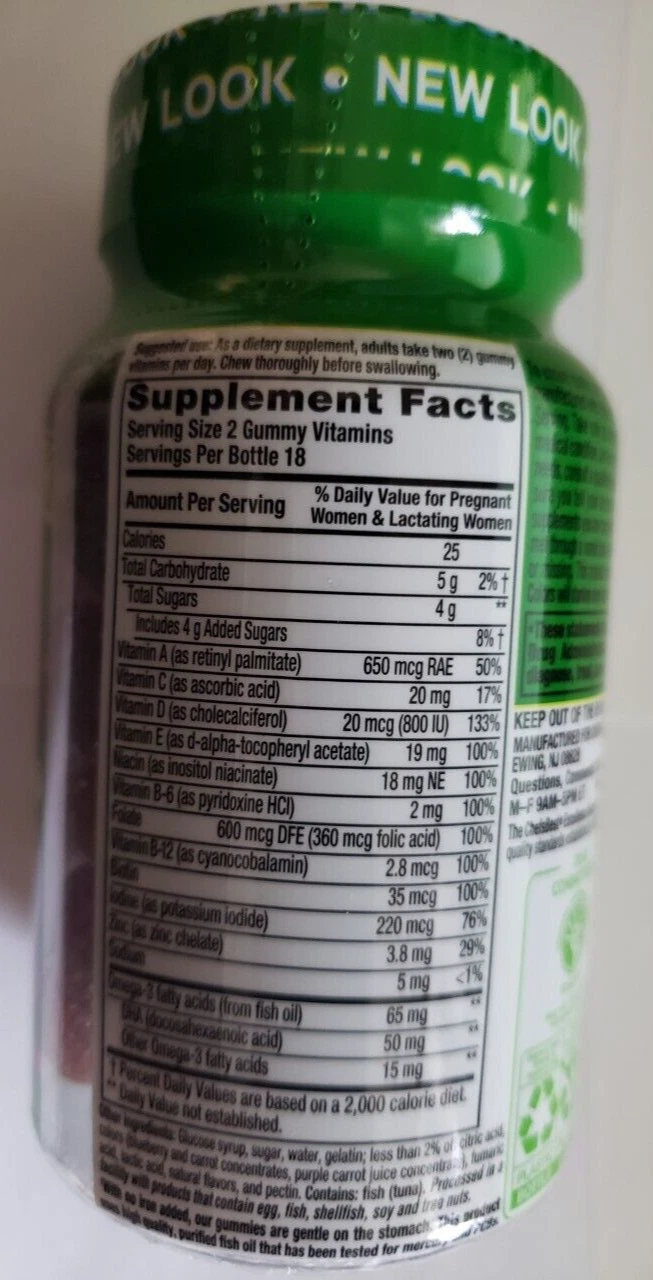 LOOK
EW LOOK • NEW LOOK
Suggested use: As a dietary supplement, adults take two (2) gummy
vitamins per day. Chew thoroughly before swallowing.
Supplement Facts
Serving Size 2 Gummy Vitamins
Servings Per Bottle 18
Amount Per Serving % Daily Value for Pregnant
Women & Lactating Women
Calories 25
Total Carbohydrate 5 g 2% †
Total Sugars 4 g **
Includes 4 g Added Sugars 8% †
Vitamin A (as retinyl palmitate) 650 mcg RAE 50%
Vitamin C (as ascorbic acid) 20 mg 17%
Vitamin D (as cholecalciferol) 20 mcg (800 IU) 133%
Vitamin E (as d-alpha-tocopheryl acetate) 19 mg 100%
Niacin (as inositol niacinate) 18 mg NE 100%
Vitamin B-6 (as pyridoxine HCl) 2 mg 100%
Folate 600 mcg DFE (360 mcg folic acid) 100%
Vitamin B-12 (as cyanocobalamin) 2.8 mcg 100%
Biotin 35 mcg 100%
Iodine (as potassium iodide) 220 mcg 76%
Zinc (as zinc chelate) 3.8 mg 29%
Sodium 5 mg <1%
Omega-3 fatty acids (from fish oil) 65 mg **
DHA (docosahexaenoic acid) 50 mg **
Other Omega-3 fatty acids 15 mg **
† Percent Daily Values are based on a 2,000 calorie diet.
** Daily Value not established.
Other Ingredients: Glucose syrup, sugar, water, gelatin; less than 2% of: citric acid,
colors (blueberry and carrot concentrates, purple carrot juice concentrate), fumaric
acid, lactic acid, natural flavors, and pectin. Contains: fish (tuna). Processed in a
facility with products that contain egg, fish, shellfish, soy and tree nuts.
With no iron added, our gummies are gentle on the stomach. This product
high quality, purified fish oil that has been tested for mercury and PCBs.
KEEP OUT OF THE
MANUFACTURED FOR
EWING, NJ 08628
Questions,
M-F 9AM-5PM ET
The
quality standards